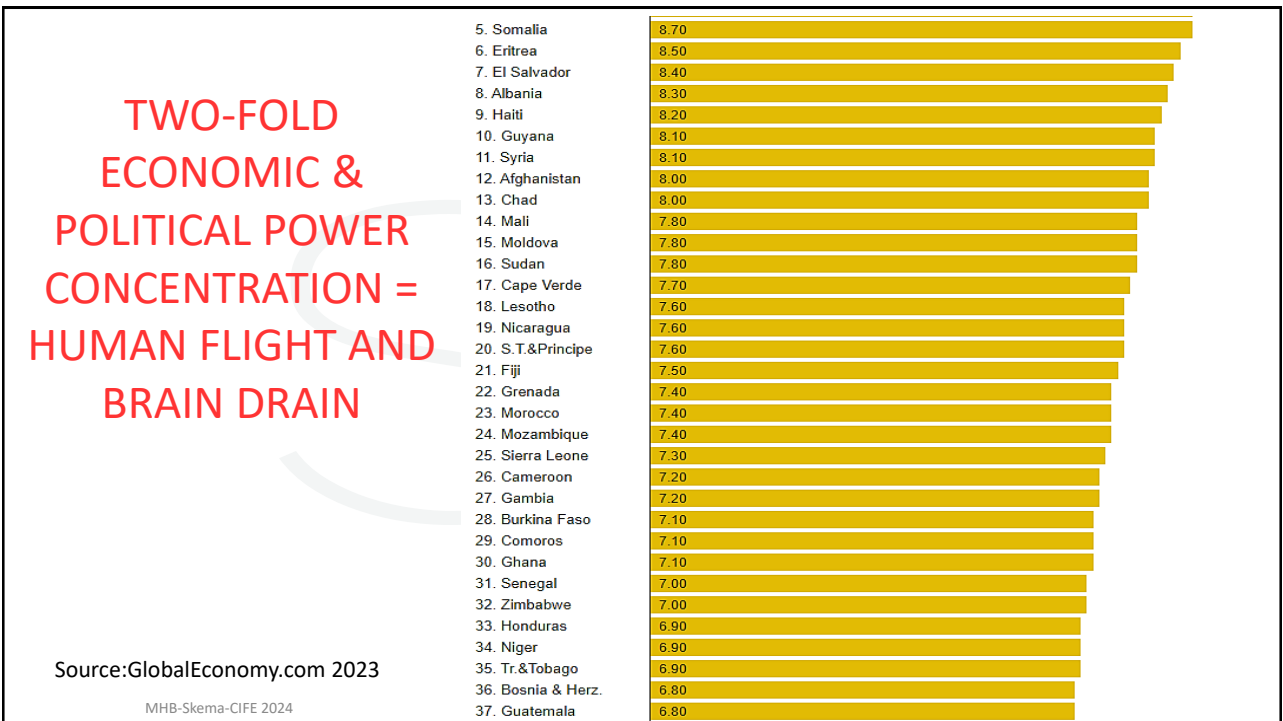 TWO-FOLD
ECONOMIC &
POLITICAL POWER
CONCENTRATION =
HUMAN FLIGHT AND
BRAIN DRAIN
Source:GlobalEconomy.com 2023
MHB-Skema-CIFE 2024
5. Somalia 8.70
6. Eritrea 8.50
7. El Salvador 8.40
8. Albania 8.30
9. Haiti 8.20
10. Guyana 8.10
11. Syria 8.10
12. Afghanistan 8.00
13. Chad 8.00
14. Mali 7.80
15. Moldova 7.80
16. Sudan 7.80
17. Cape Verde 7.70
18. Lesotho 7.60
19. Nicaragua 7.60
20. S.T.&Principe 7.60
21. Fiji 7.50
22. Grenada 7.40
23. Morocco 7.40
24. Mozambique 7.40
25. Sierra Leone 7.30
26. Cameroon 7.20
27. Gambia 7.20
28. Burkina Faso 7.10
29. Comoros 7.10
30. Ghana 7.10
31. Senegal 7.00
32. Zimbabwe 7.00
33. Honduras 6.90
34. Niger 6.90
35. Tr.&Tobago 6.90
36. Bosnia & Herz. 6.80
37. Guatemala 6.80